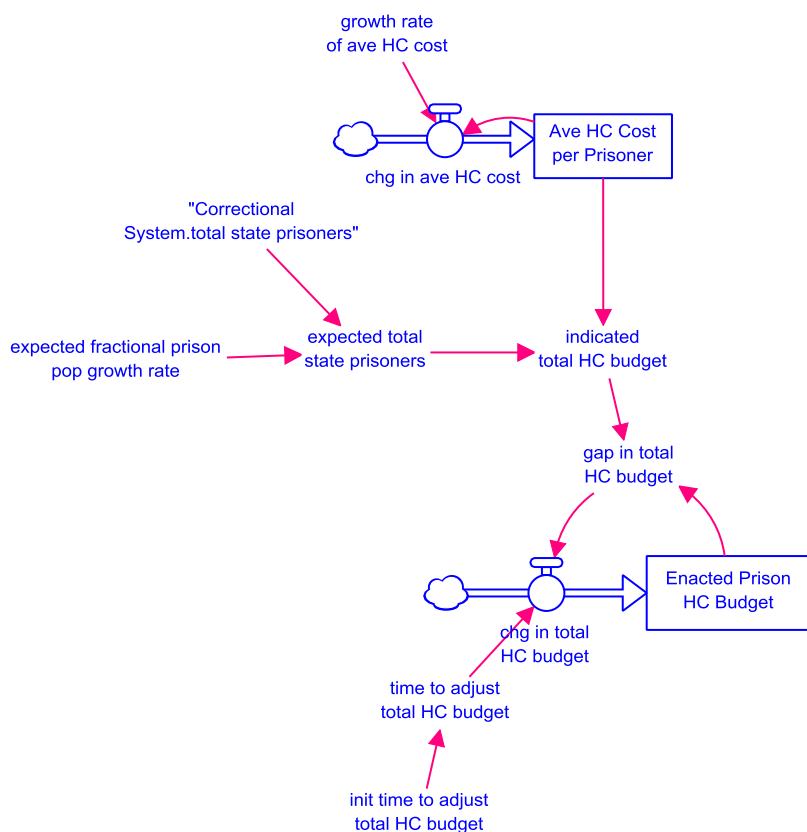 growth rate
of ave HC cost
Ave HC Cost
per Prisoner
chg in ave HC cost
"Correctional
System.total state prisoners"
expected fractional prison
pop growth rate
expected total
state prisoners
indicated
total HC budget
gap in total
HC budget
Enacted Prison
HC Budget
chg in total
HC budget
time to adjust
total HC budget
init time to adjust
total HC budget